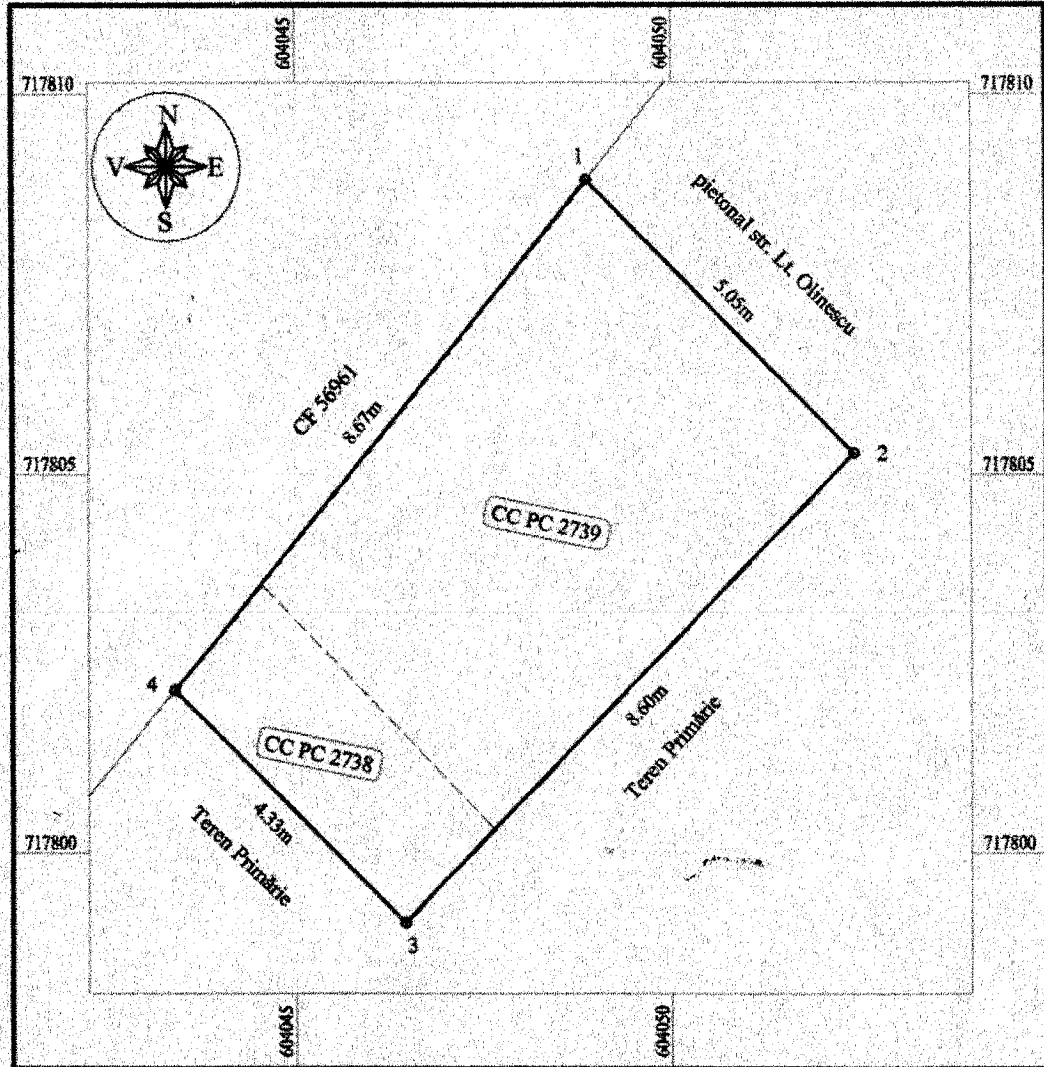 604045
604050
717810
717810
N
V
E
S
1
pietonal str. Lt. Olinescu
5.05m
CF 56961
8.67m
2
717805
717805
CC PC 2739
4
8.60m
Teren Primărie
CC PC 2738
4.33m
Teren Primărie
717800
717800
3
604045
604050